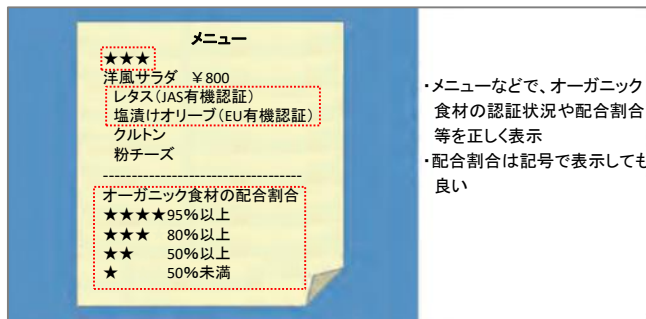 メニュー
★★★
洋風サラダ ￥800
レタス（JAS有機認証）
塩漬けオリーブ（EU有機認証）
クルトン
粉チーズ
----------------------------------
オーガニック食材の配合割合
★★★★95%以上
★★★ 80%以上
★★ 50%以上
★ 50%未満
・メニューなどで、オーガニック
食材の認証状況や配合割合
等を正しく表示
・配合割合は記号で表示しても
良い